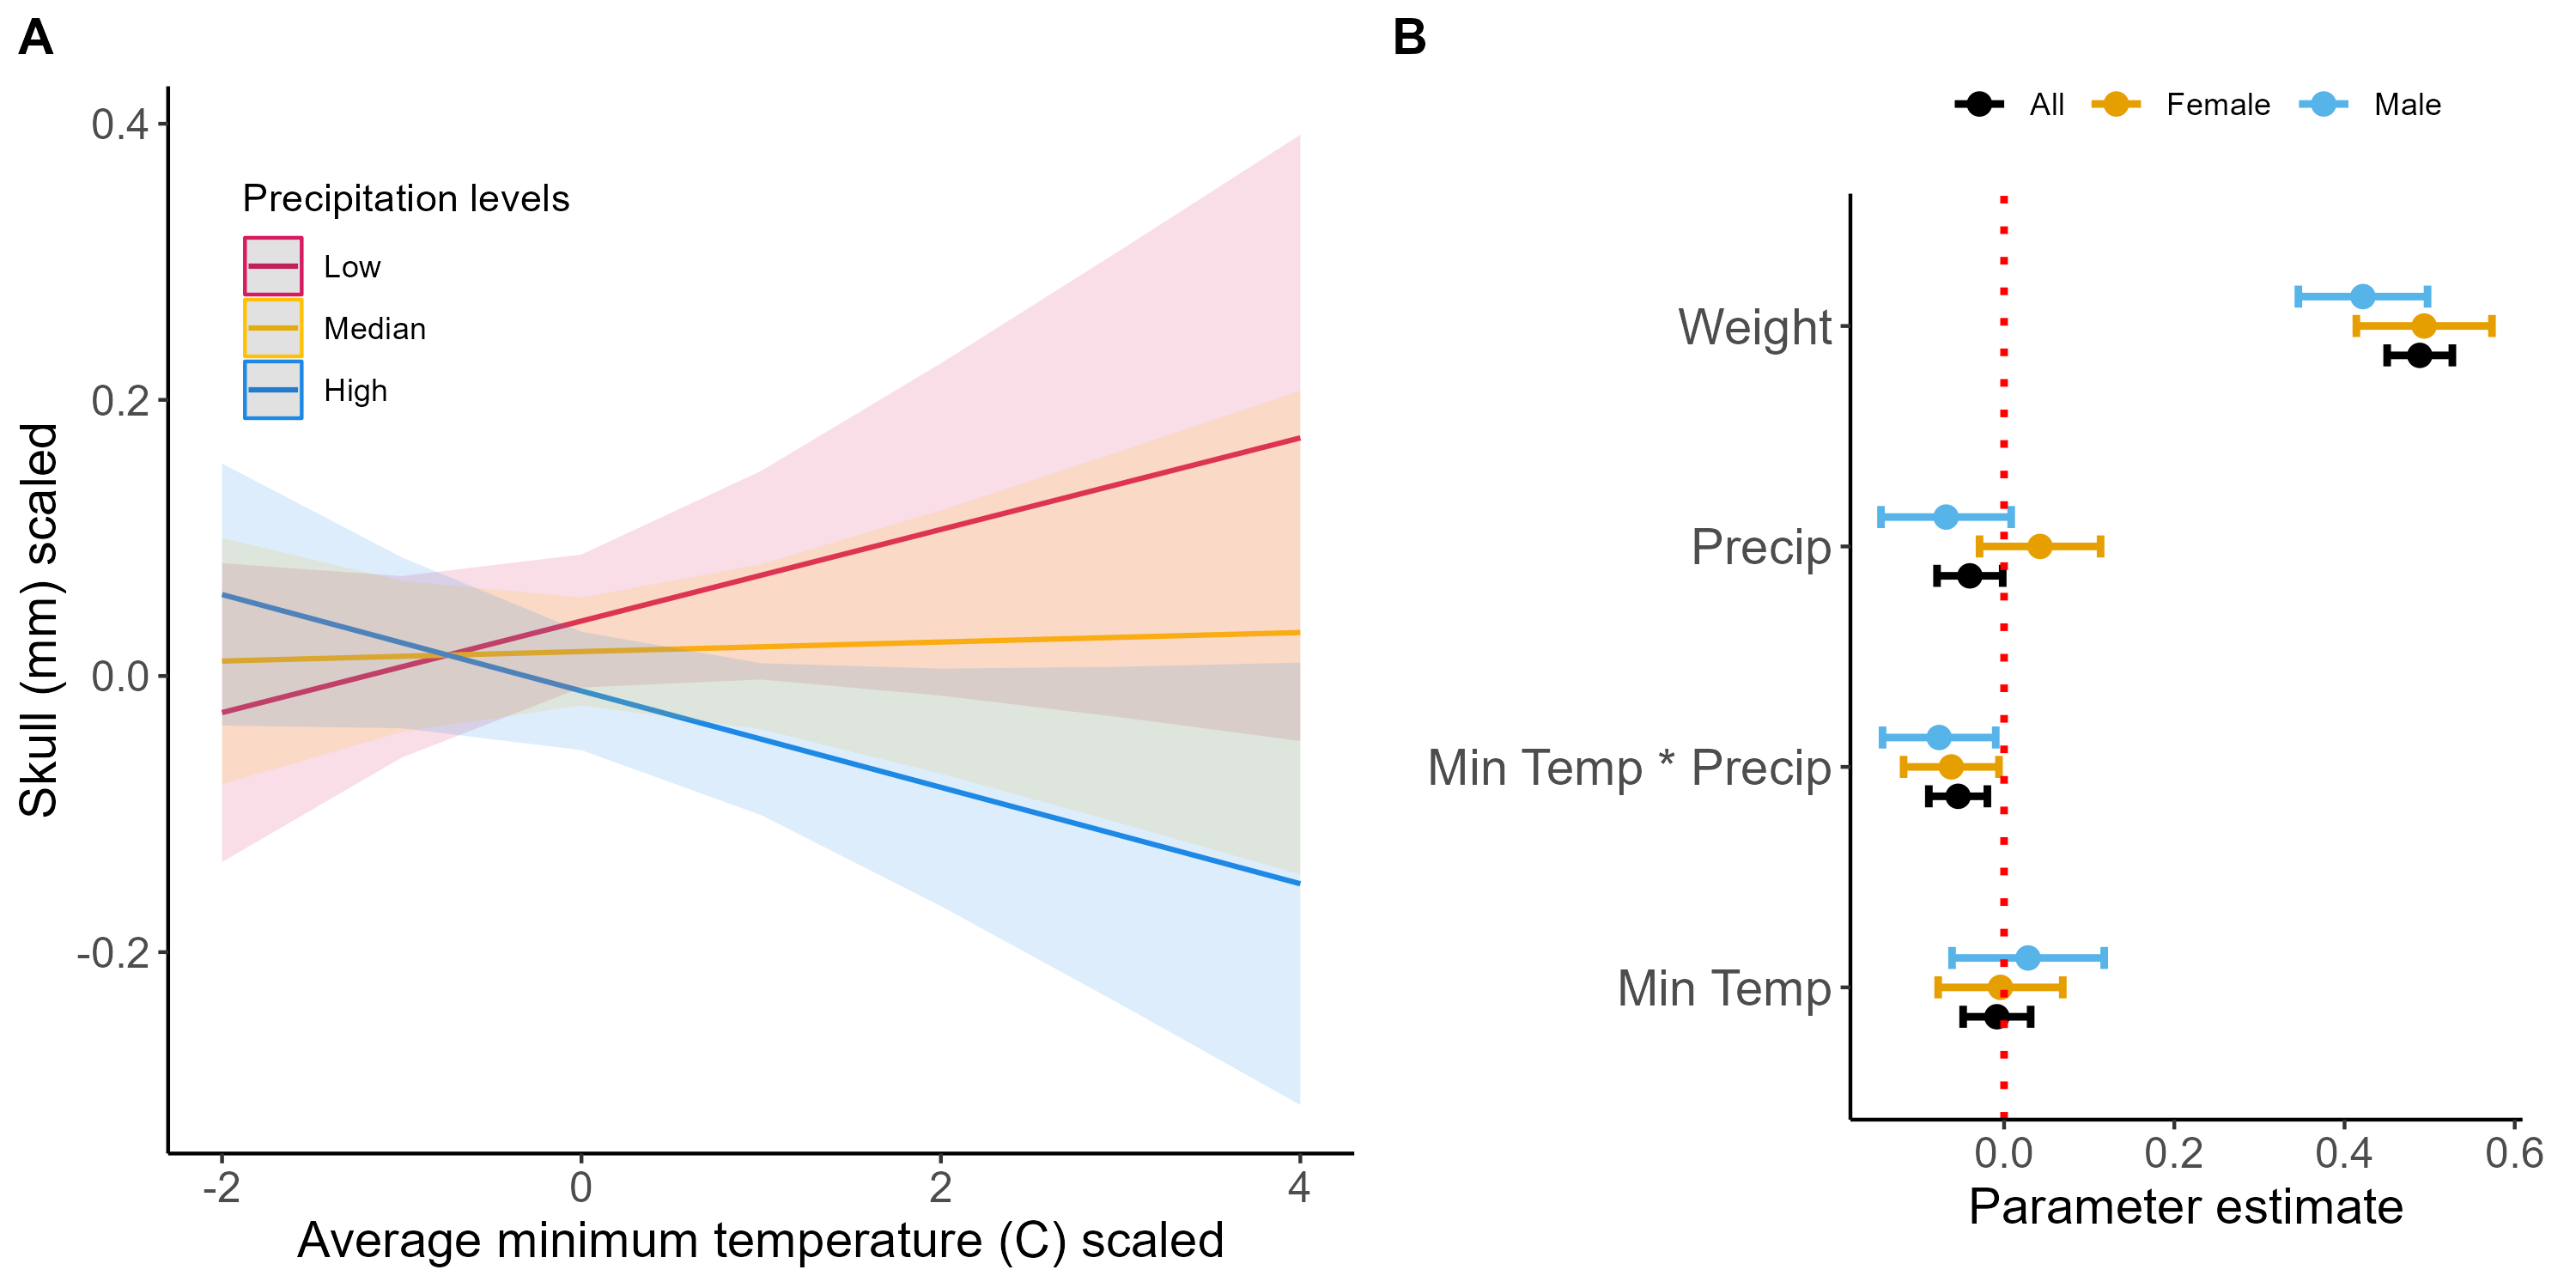 A
Skull (mm) scaled
0.4
0.2
0.0
-0.2
Precipitation levels
Low
Median
High
-2 0 2 4
Average minimum temperature (C) scaled
B
All Female Male
Weight
Precip
Min Temp * Precip
Min Temp
0.0 0.2 0.4 0.6
Parameter estimate